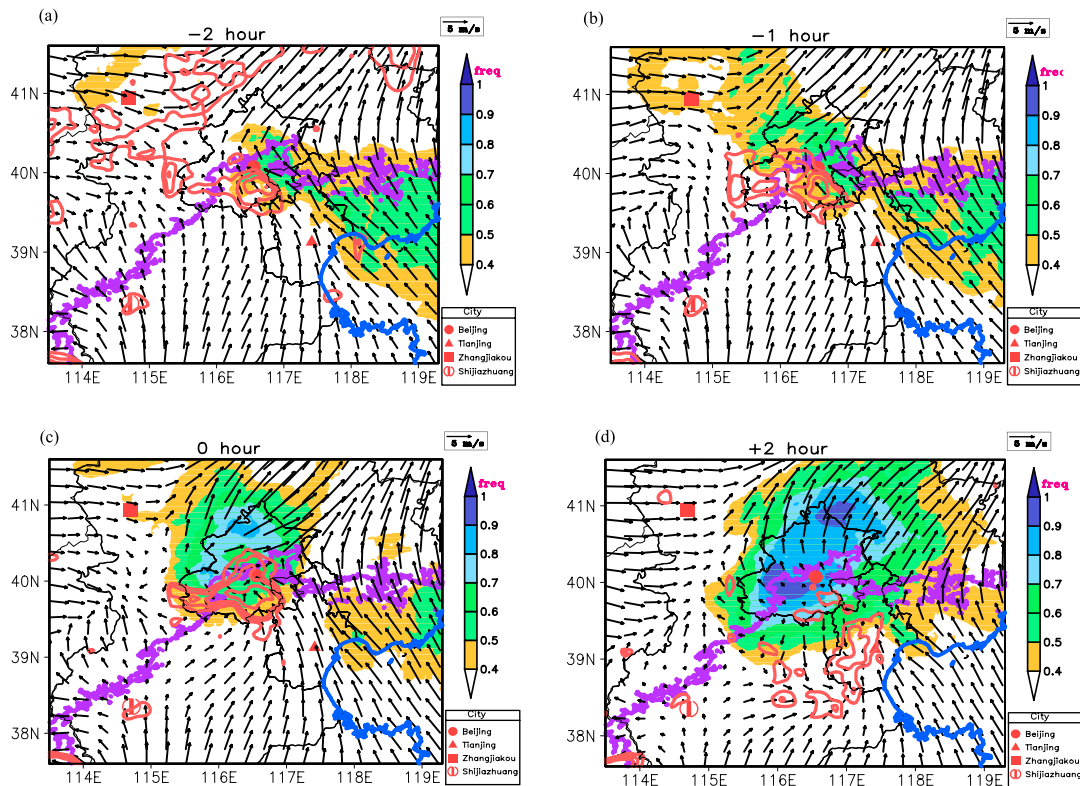 (a)
−2 hour
5 m/s
freq
1
0.9
0.8
0.7
0.6
0.5
0.4
41N
40N
39N
38N
114E 115E 116E 117E 118E 119E
City
Beijing
Tianjing
Zhangjiakou
Shijiazhuang
(b)
−1 hour
5 m/s
freq
1
0.9
0.8
0.7
0.6
0.5
0.4
41N
40N
39N
38N
114E 115E 116E 117E 118E 119E
City
Beijing
Tianjing
Zhangjiakou
Shijiazhuang
(c)
0 hour
5 m/s
freq
1
0.9
0.8
0.7
0.6
0.5
0.4
41N
40N
39N
38N
114E 115E 116E 117E 118E 119E
City
Beijing
Tianjing
Zhangjiakou
Shijiazhuang
(d)
+2 hour
5 m/s
freq
1
0.9
0.8
0.7
0.6
0.5
0.4
41N
40N
39N
38N
114E 115E 116E 117E 118E 119E
City
Beijing
Tianjing
Zhangjiakou
Shijiazhuang